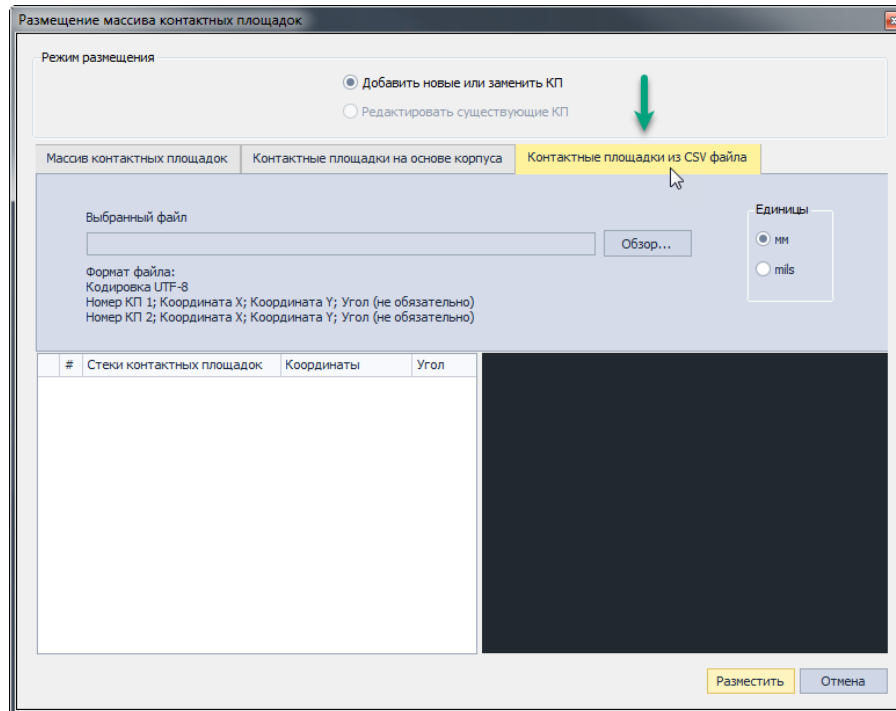 Размещение массива контактных площадок
Режим размещения
Добавить новые или заменить КП
Редактировать существующие КП
Массив контактных площадок
Контактные площадки на основе корпуса
Контактные площадки из CSV файла
Выбранный файл
Обзор...
Единицы
мм
mils
Формат файла:
Кодировка UTF-8
Номер КП 1; Координата X; Координата Y; Угол (не обязательно)
Номер КП 2; Координата X; Координата Y; Угол (не обязательно)
# Стеки контактных площадок Координаты Угол
Разместить
Отмена